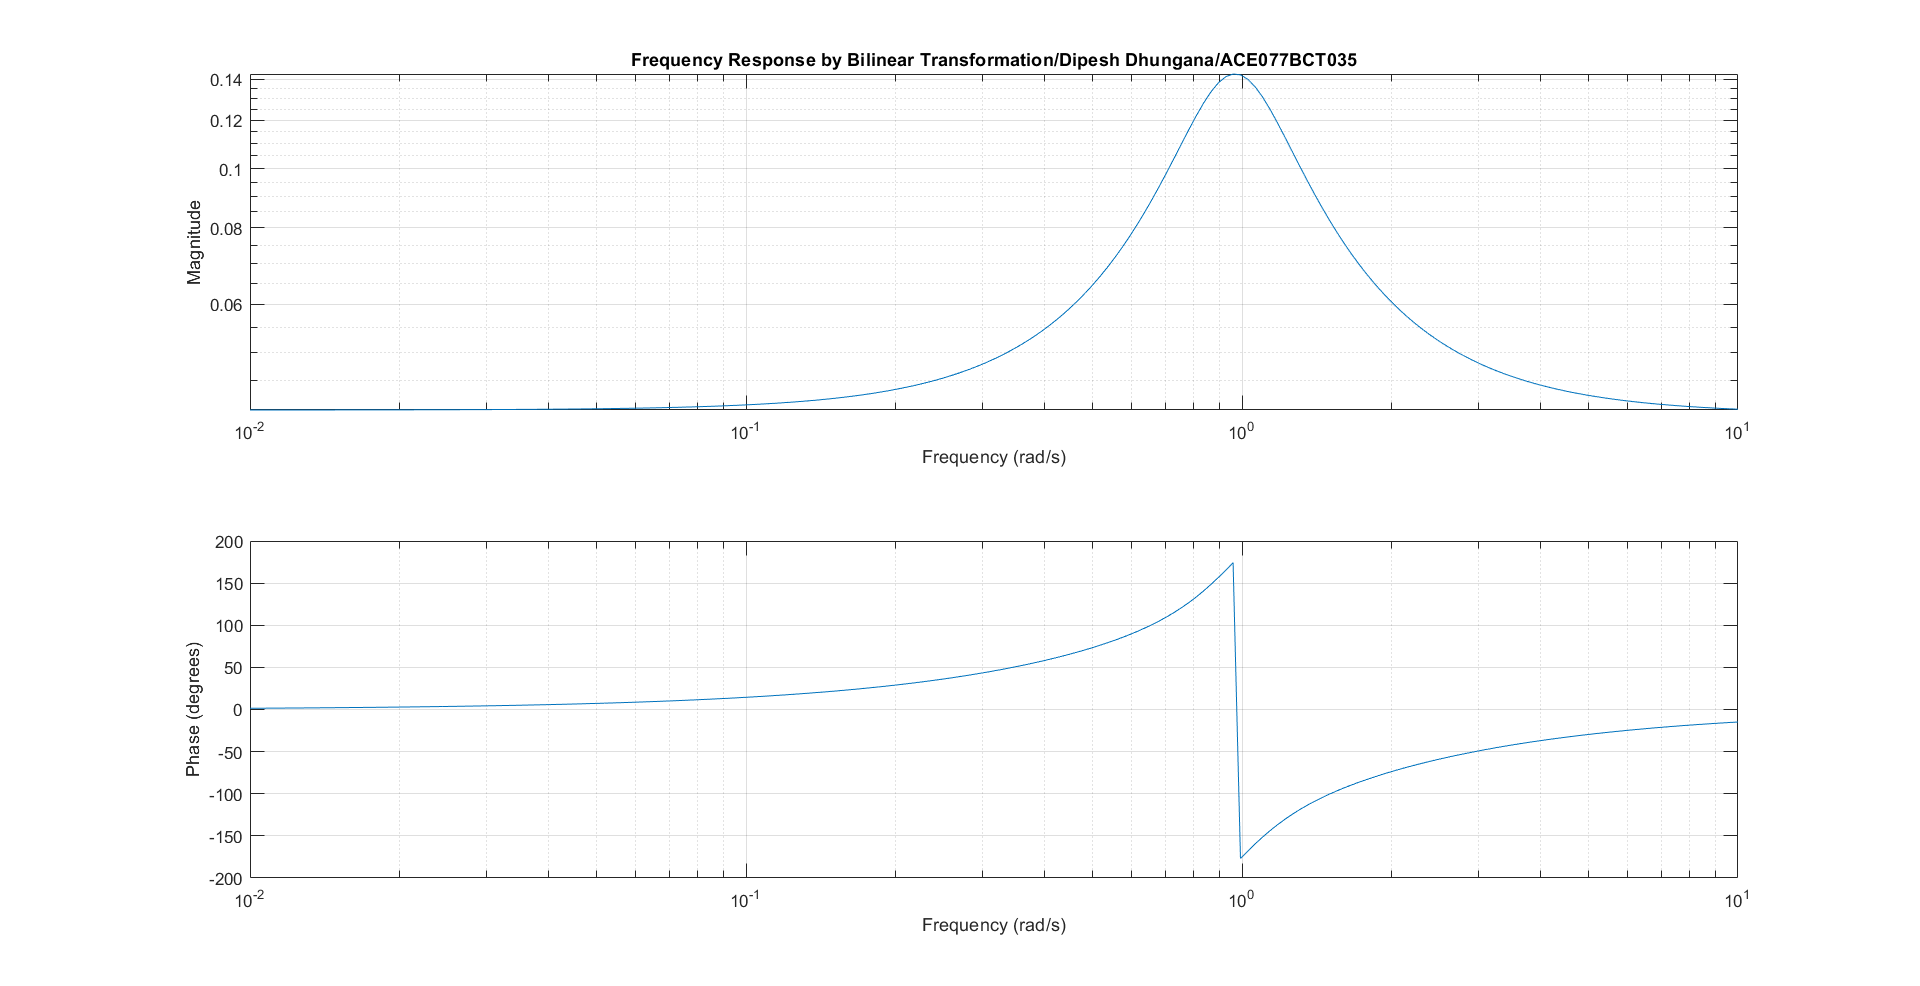 Frequency Response by Bilinear Transformation/Dipesh Dhungana/ACE077BCT035
0.14
0.12
0.1
0.08
0.06
Magnitude
10^-2 10^-1 10^0 10^1
Frequency (rad/s)
200
150
100
50
0
-50
-100
-150
-200
Phase (degrees)
10^-2 10^-1 10^0 10^1
Frequency (rad/s)